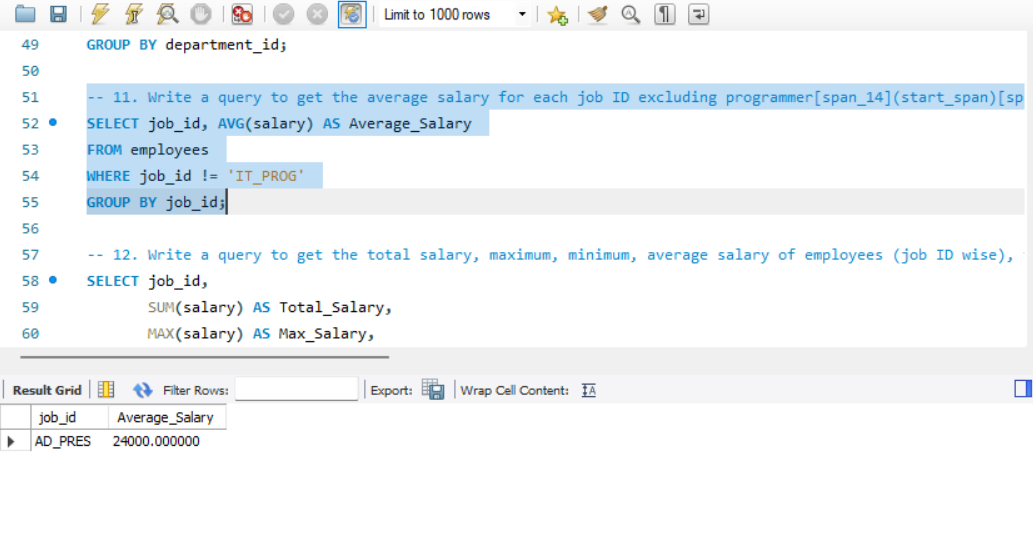 Limit to 1000 rows
49 GROUP BY department_id;
50
51 -- 11. Write a query to get the average salary for each job ID excluding programmer[span_14](start_span)[sp
52 SELECT job_id, AVG(salary) AS Average_Salary
53 FROM employees
54 WHERE job_id != 'IT_PROG'
55 GROUP BY job_id;
56
57 -- 12. Write a query to get the total salary, maximum, minimum, average salary of employees (job ID wise),
58 SELECT job_id,
59 SUM(salary) AS Total_Salary,
60 MAX(salary) AS Max_Salary,
Result Grid Filter Rows: Export: Wrap Cell Content: IA
job_id Average_Salary
AD_PRES 24000.000000